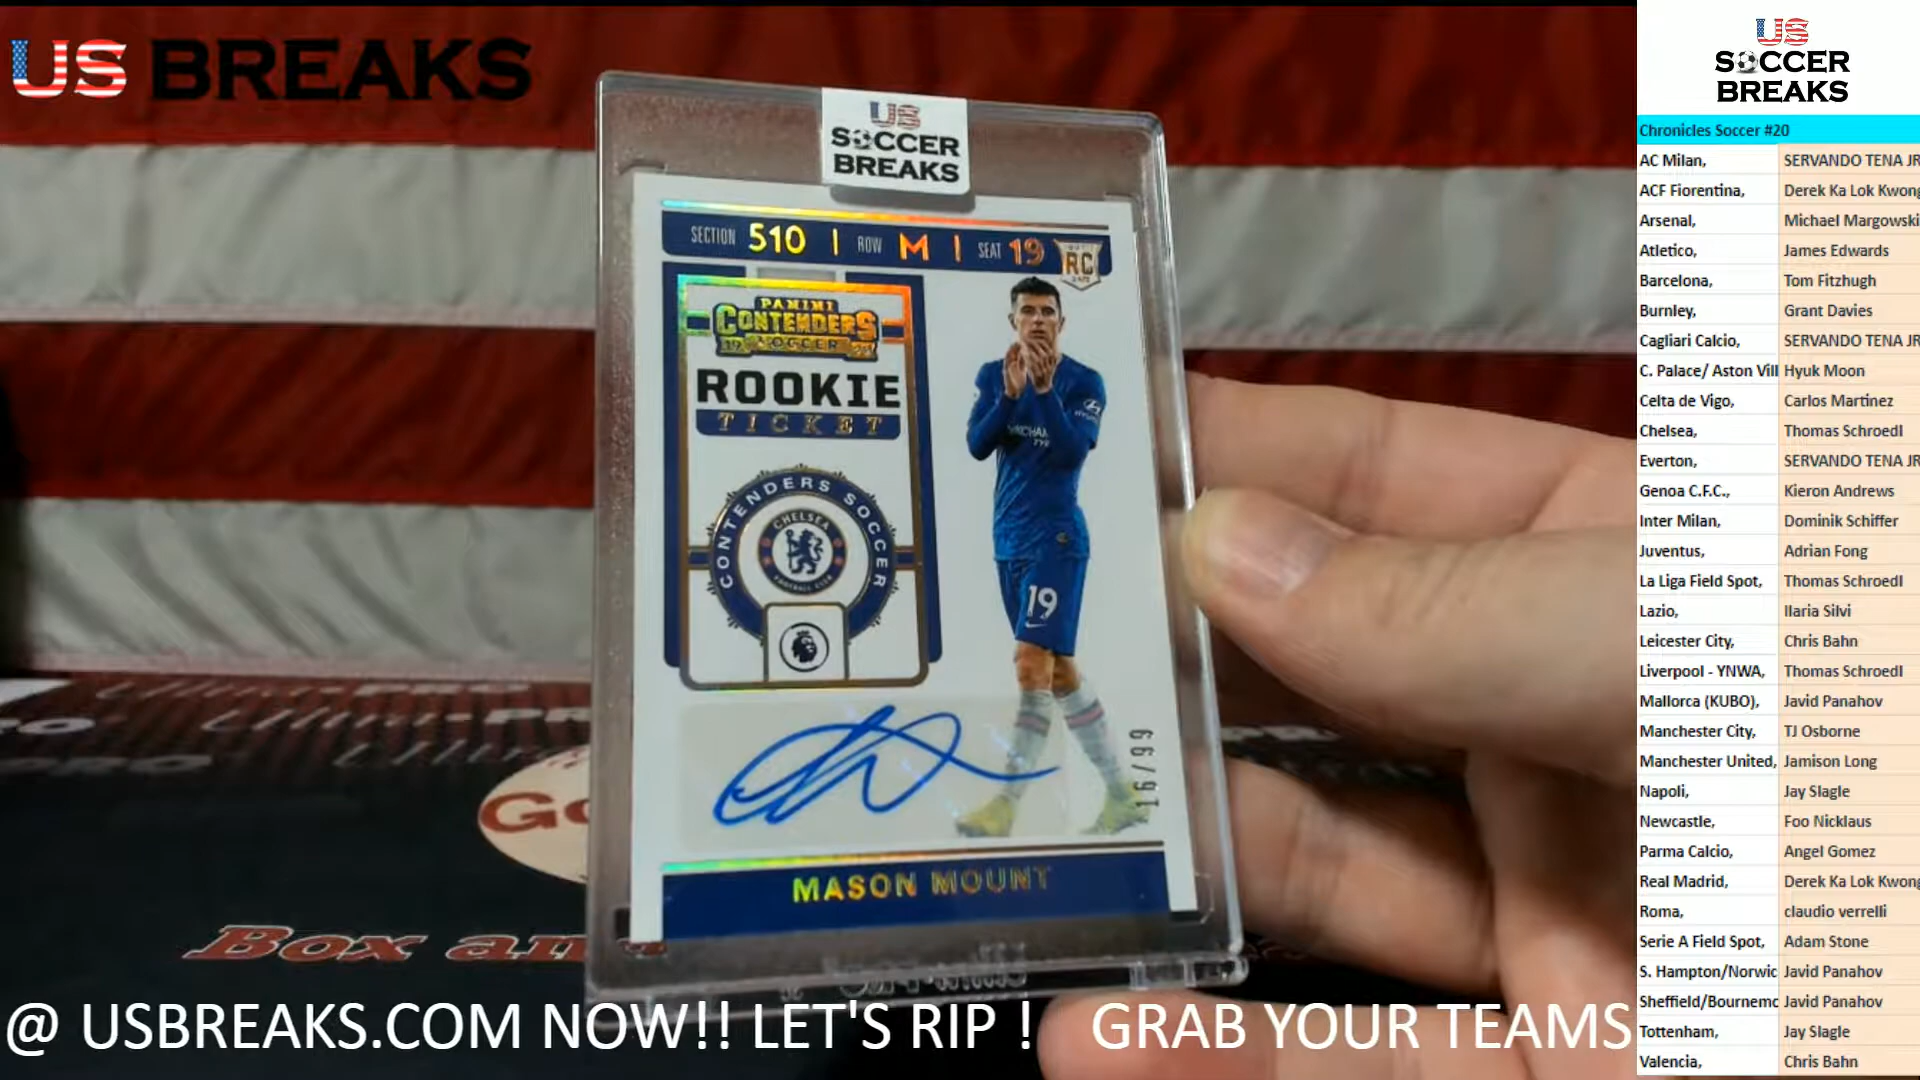 US BREAKS
US
SOCCER
BREAKS
SECTION 510 | ROW M | SEAT 19
RC
PANINI
CONTENDERS
SOCCER
ROOKIE
TICKET
CONTENDERS SOCCER
CHELSEA
FOOTBALL CLUB
19
16/99
MASON MOUNT
Box an
@ USBREAKS.COM NOW!! LET'S RIP ! GRAB YOUR TEAMS
US
SOCCER
BREAKS
Chronicles Soccer #20
AC Milan, SERVANDO TENA JR
ACF Fiorentina, Derek Ka Lok Kwong
Arsenal, Michael Margowski
Atletico, James Edwards
Barcelona, Tom Fitzhugh
Burnley, Grant Davies
Cagliari Calcio, SERVANDO TENA JR
C. Palace/ Aston Vill Hyuk Moon
Celta de Vigo, Carlos Martinez
Chelsea, Thomas Schroedl
Everton, SERVANDO TENA JR
Genoa C.F.C., Kieron Andrews
Inter Milan, Dominik Schiffer
Juventus, Adrian Fong
La Liga Field Spot, Thomas Schroedl
Lazio, Ilaria Silvi
Leicester City, Chris Bahn
Liverpool - YNWA, Thomas Schroedl
Mallorca (KUBO), Javid Panahov
Manchester City, TJ Osborne
Manchester United, Jamison Long
Napoli, Jay Slagle
Newcastle, Foo Nicklaus
Parma Calcio, Angel Gomez
Real Madrid, Derek Ka Lok Kwong
Roma, claudio verrelli
Serie A Field Spot, Adam Stone
S. Hampton/Norwic Javid Panahov
Sheffield/Bournemo Javid Panahov
Tottenham, Jay Slagle
Valencia, Chris Bahn